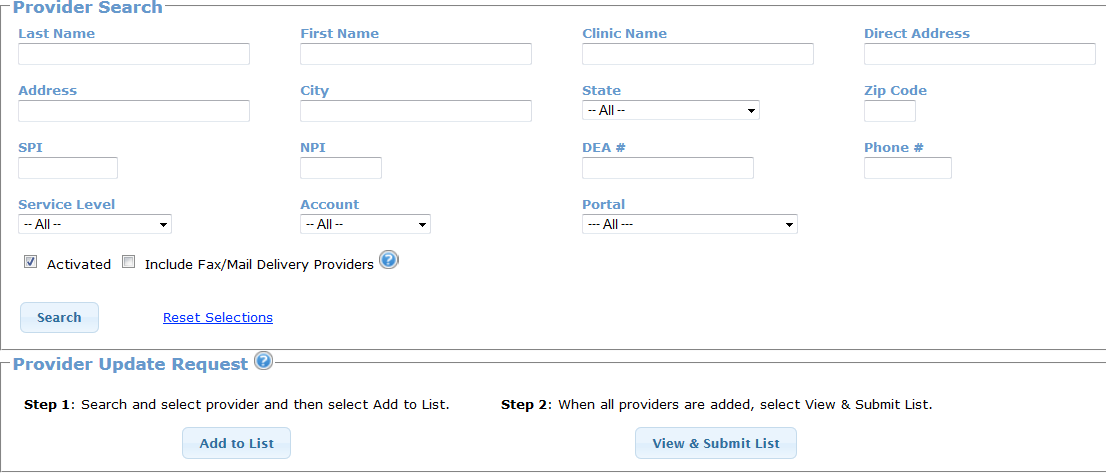 Provider Search
Last Name First Name Clinic Name Direct Address
Address City State Zip Code
-- All --
SPI NPI DEA # Phone #
Service Level Account Portal
-- All -- -- All -- --- All ---
Activated Include Fax/Mail Delivery Providers ?
Search Reset Selections
Provider Update Request ?
Step 1: Search and select provider and then select Add to List. Step 2: When all providers are added, select View & Submit List.
Add to List View & Submit List